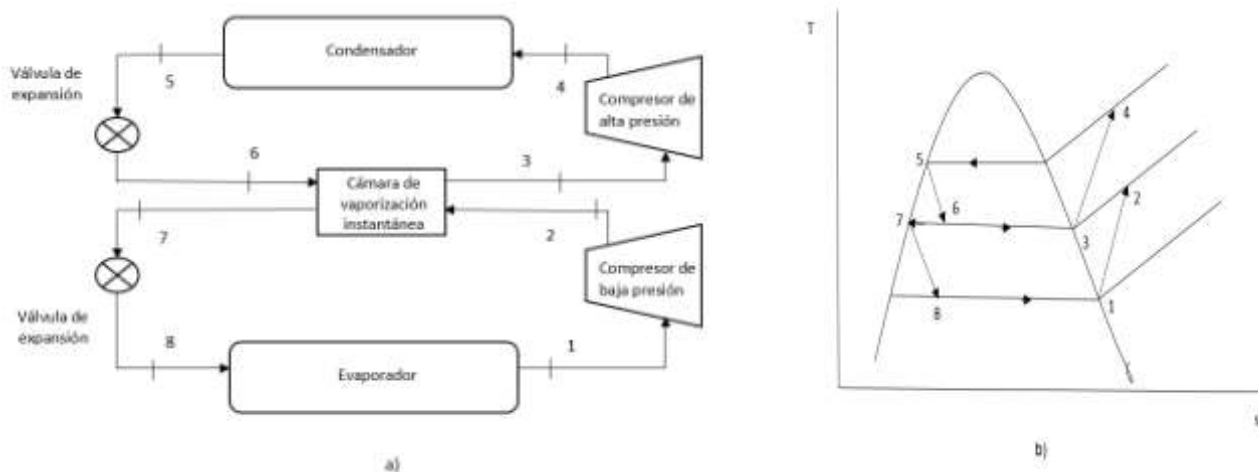 Condensador
Válvula de
expansión
5
4
Compresor de
alta presión
6
3
Cámara de
vaporización
instantánea
7
2
Compresor de
baja presión
Válvula de
expansión
8
1
Evaporador
a)
T
4
5
6
2
7
3
8
1
s
b)